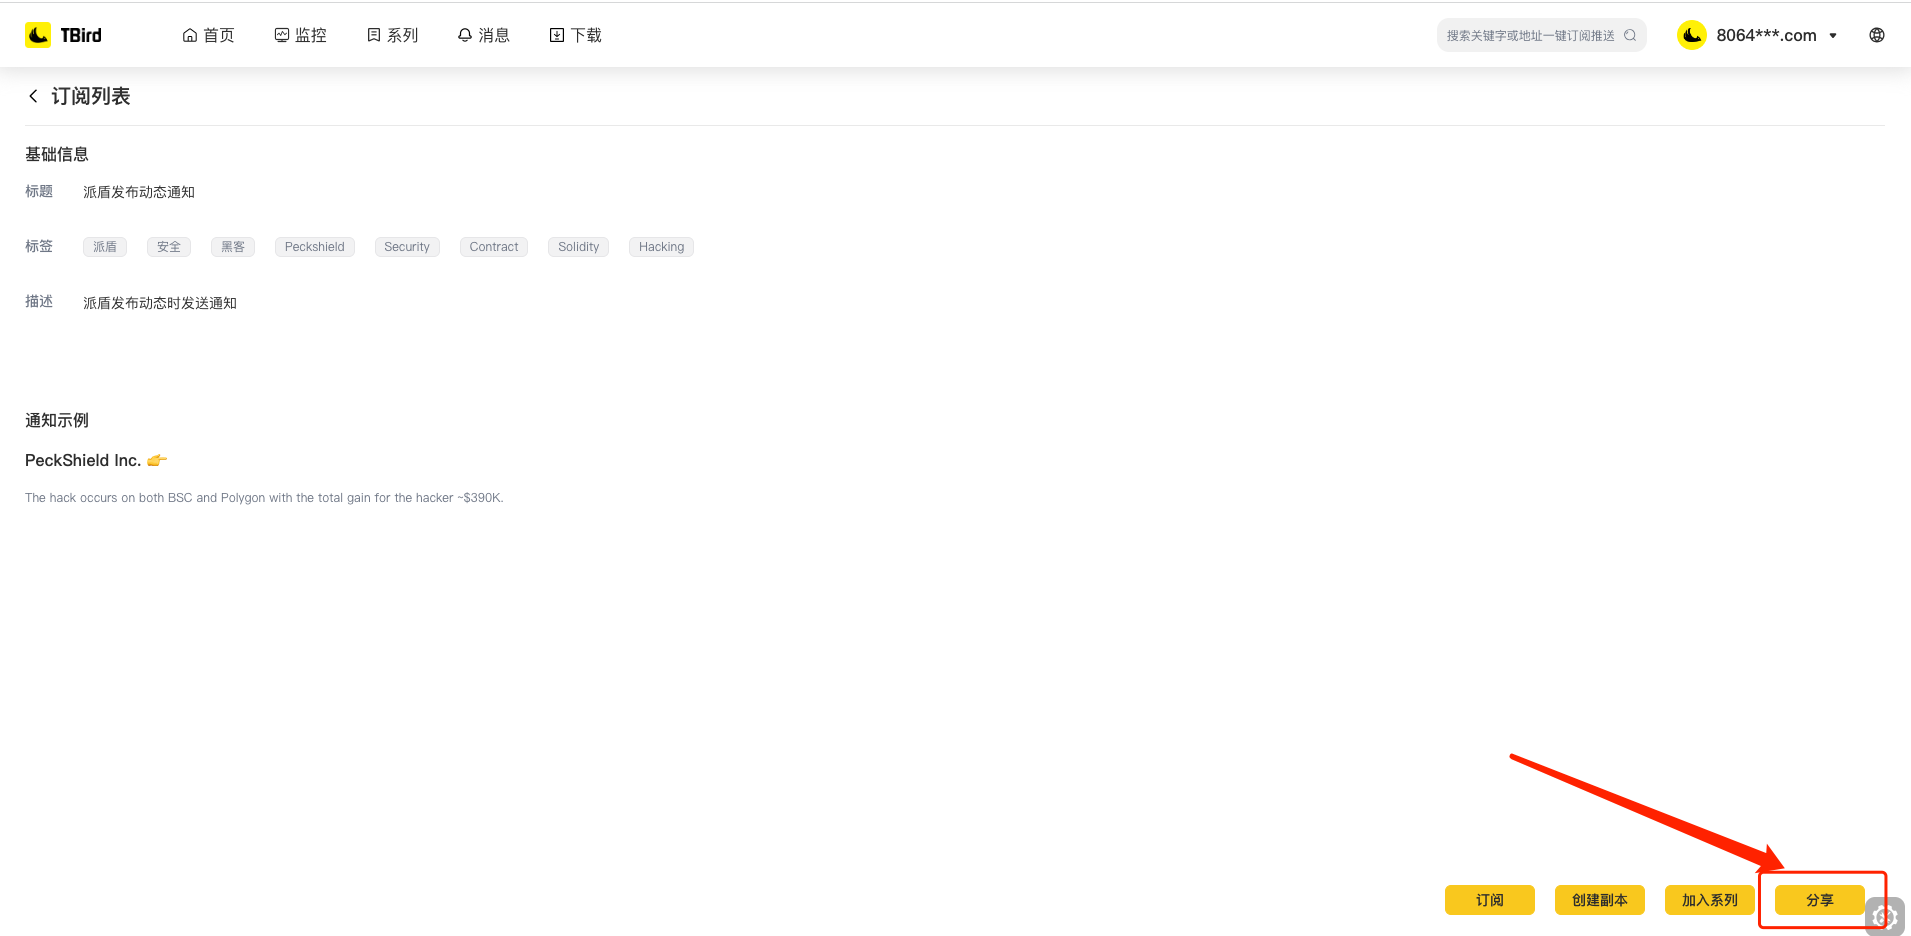 TBird 首页 监控 系列 消息 下载 搜索关键字或地址一键订阅推送 8064***.com
订阅列表
基础信息
标题 派盾发布动态通知
标签 派盾 安全 黑客 Peckshield Security Contract Solidity Hacking
描述 派盾发布动态时发送通知
通知示例
PeckShield Inc. 👉
The hack occurs on both BSC and Polygon with the total gain for the hacker ~$390K.
订阅 创建副本 加入系列 分享